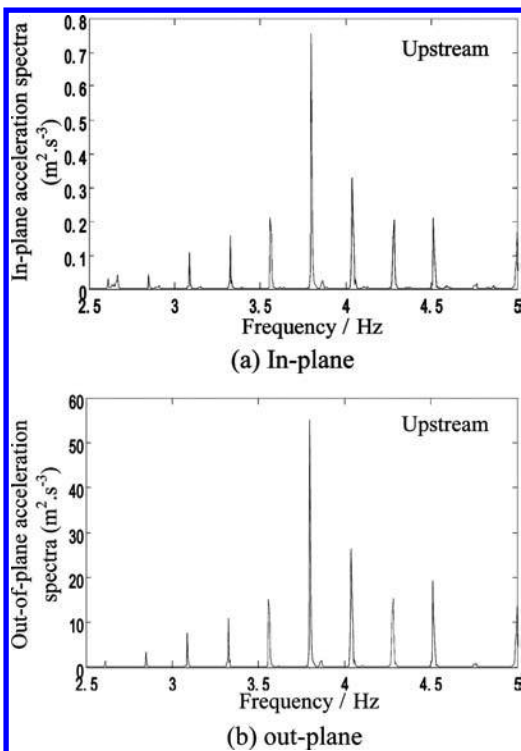 In-plane acceleration spectra
(m².s⁻³)
0.8
0.7
0.6
0.5
0.4
0.3
0.2
0.1
0
Upstream
2.5 3 3.5 4 4.5 5
Frequency / Hz
(a) In-plane
Out-of-plane acceleration
spectra (m².s⁻³)
60
50
40
30
20
10
0
Upstream
2.5 3 3.5 4 4.5 5
Frequency / Hz
(b) out-plane